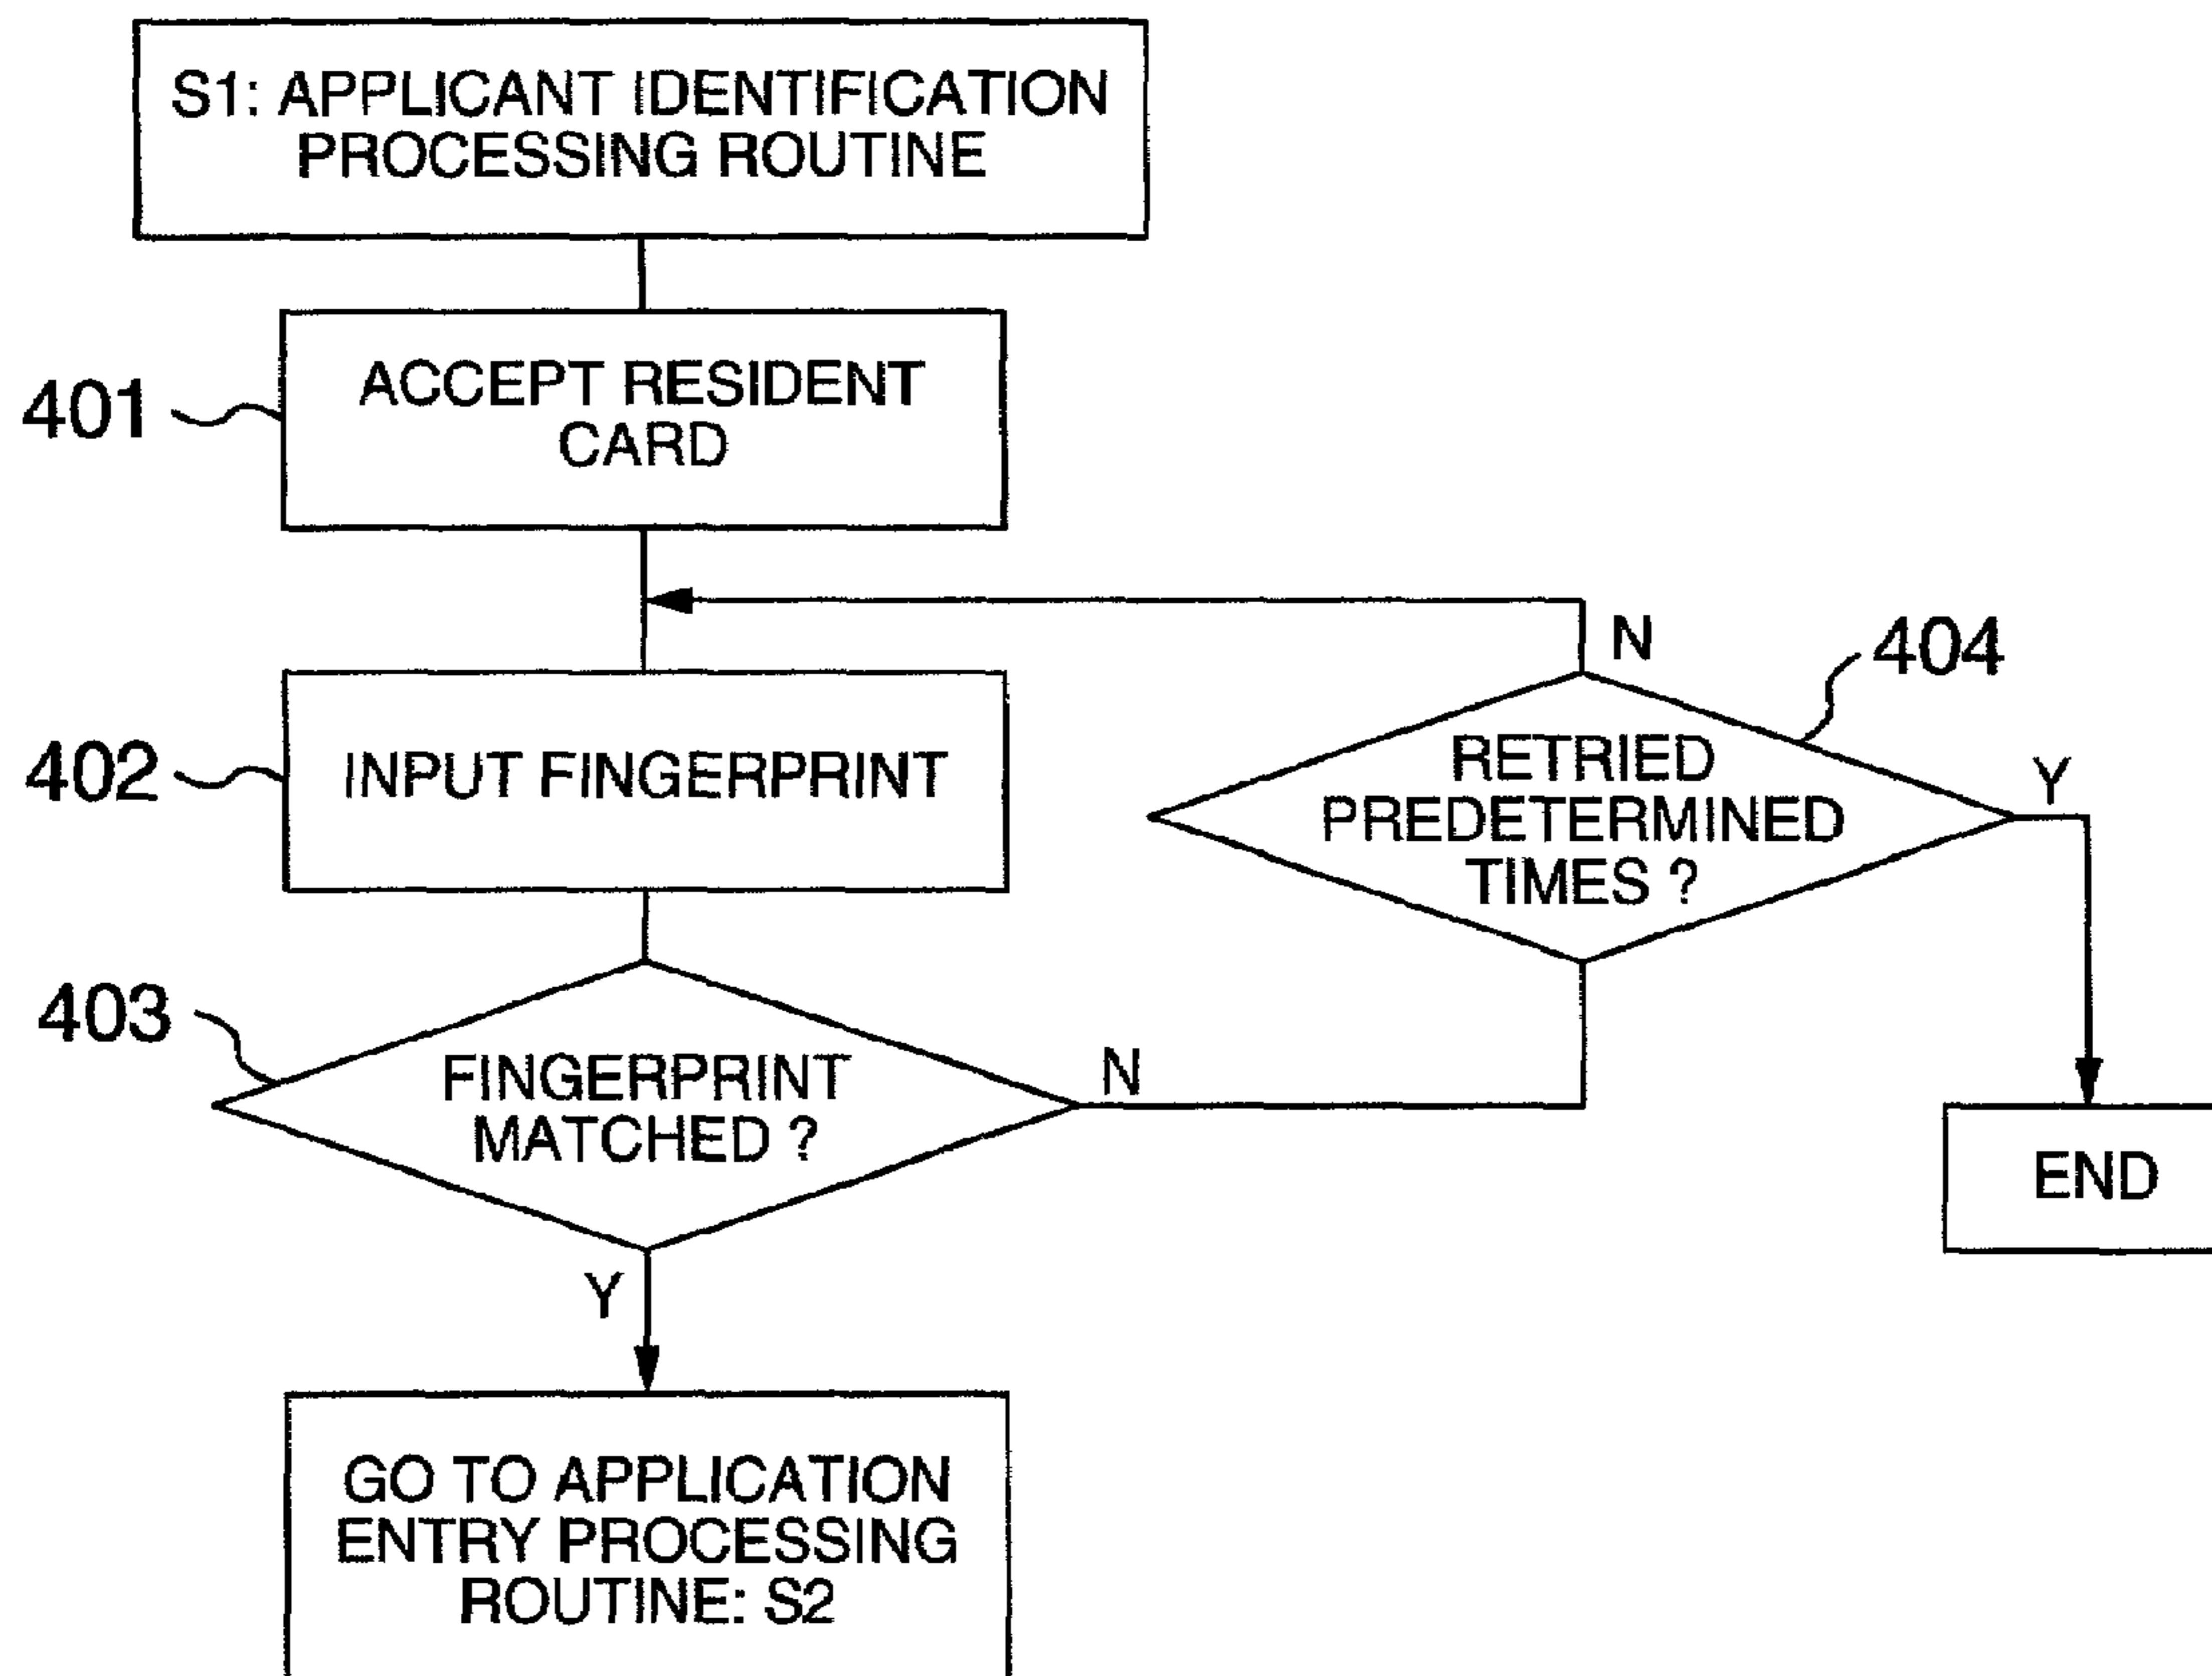 S1: APPLICANT IDENTIFICATION
PROCESSING ROUTINE
401
ACCEPT RESIDENT
CARD
402
INPUT FINGERPRINT
N
404
RETRIED
PREDETERMINED
TIMES ?
Y
403
FINGERPRINT
MATCHED ?
N
END
Y
GO TO APPLICATION
ENTRY PROCESSING
ROUTINE: S2